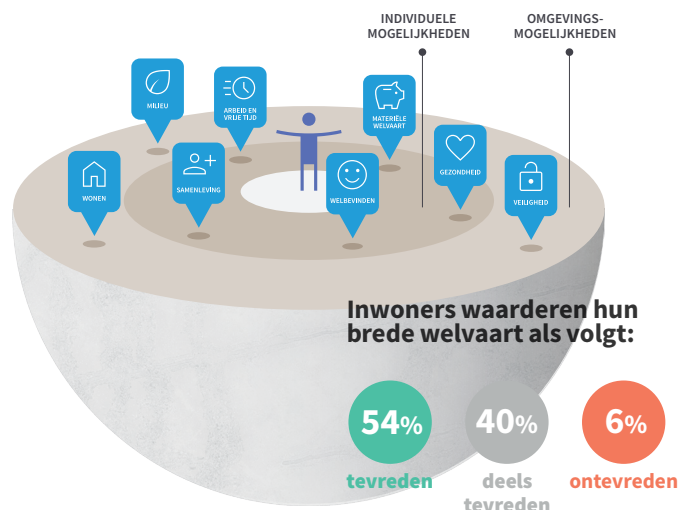 INDIVIDUELE
MOGELIJKHEDEN
OMGEVINGS-
MOGELIJKHEDEN
MILIEU
ARBEID EN
VRIJE TIJD
MATERIËLE
WELVAART
GEZONDHEID
WONEN
SAMENLEVING
WELBEVINDEN
VEILIGHEID
Inwoners waarderen hun
brede welvaart als volgt:
54%
40%
6%
tevreden
deels
tevreden
ontevreden